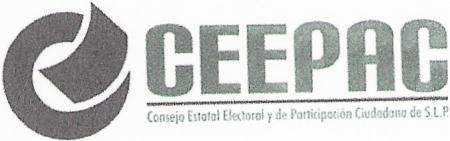 CEEPAC
Consejo Estatal Electoral y de Participación Ciudadana de S.L.P.